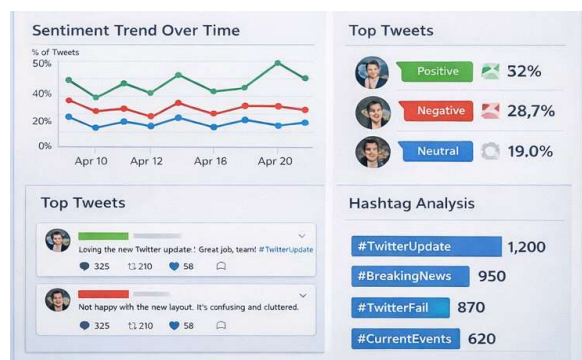 Sentiment Trend Over Time
% of Tweets
50%
40%
20%
0%
Apr 10
Apr 12
Apr 16
Apr 20
Top Tweets
Positive
52%
Negative
28,7%
Neutral
19.0%
Top Tweets
Loving the new Twitter update.! Great job, team! #TwiterUpdate
325
210
58
Not happy with the new layout. It's confusing and cluttered.
325
210
58
Hashtag Analysis
#TwitterUpdate
1,200
#BreakingNews
950
#TwitterFail
870
#CurrentEvents
620